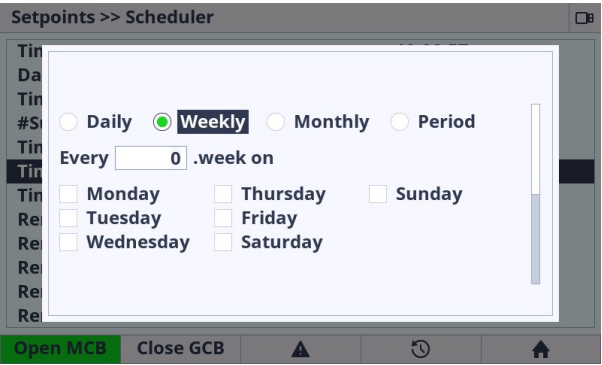 Setpoints >> Scheduler
Daily Weekly Monthly Period
Every 0 .week on
Monday Thursday Sunday
Tuesday Friday
Wednesday Saturday
Open MCB Close GCB